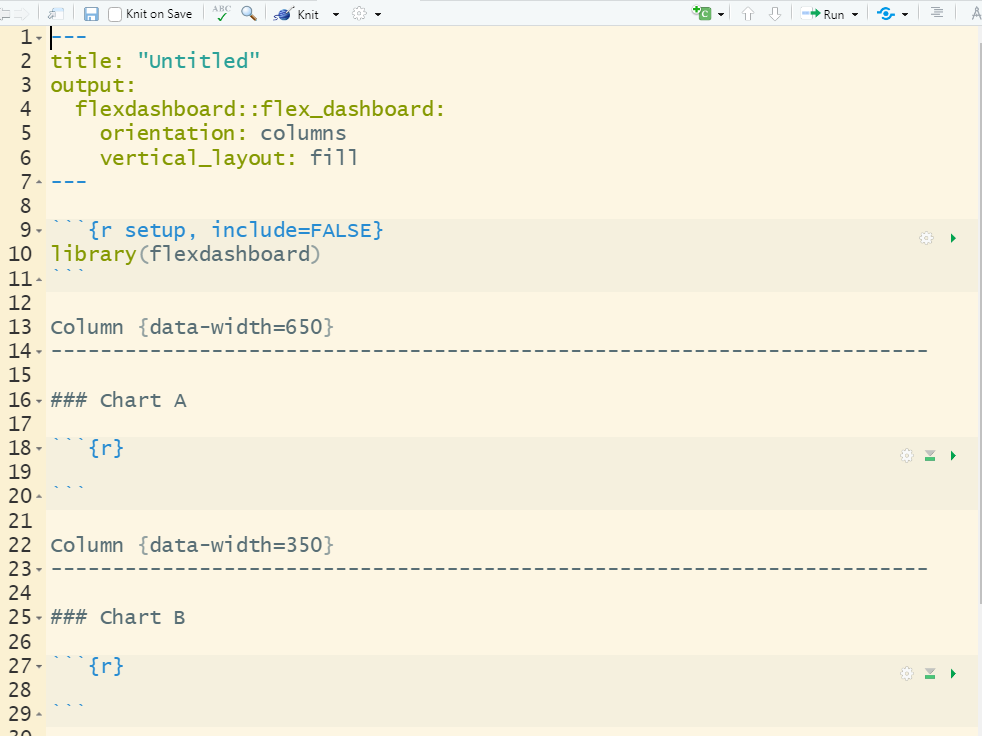 Knit on Save ABC Knit C Run
1 ---
2 title: "Untitled"
3 output:
4   flexdashboard::flex_dashboard:
5     orientation: columns
6     vertical_layout: fill
7 ---
8
9 ```{r setup, include=FALSE}
10 library(flexdashboard)
11 ```
12
13 Column {data-width=650}
14 -----------------------------------------------------------------------
15
16 ### Chart A
17
18 ```{r}
19
20 ```
21
22 Column {data-width=350}
23 -----------------------------------------------------------------------
24
25 ### Chart B
26
27 ```{r}
28
29 ```
30